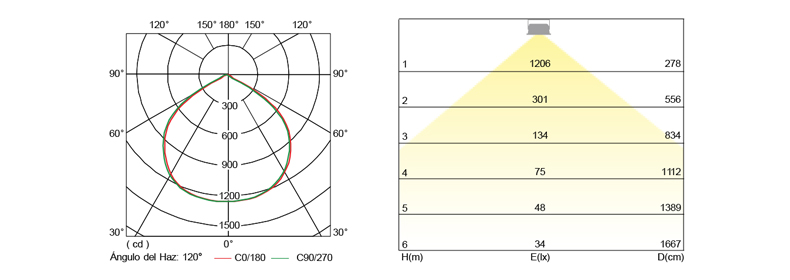 120° 150° 180° 150° 120°
90° 90°
300
60° 600 60°
900
1200
30° 1500 30°
( cd ) 0°
Ángulo del Haz: 120° C0/180 C90/270
1 1206 278
2 301 556
3 134 834
4 75 1112
5 48 1389
6 34 1667
H(m) E(lx) D(cm)